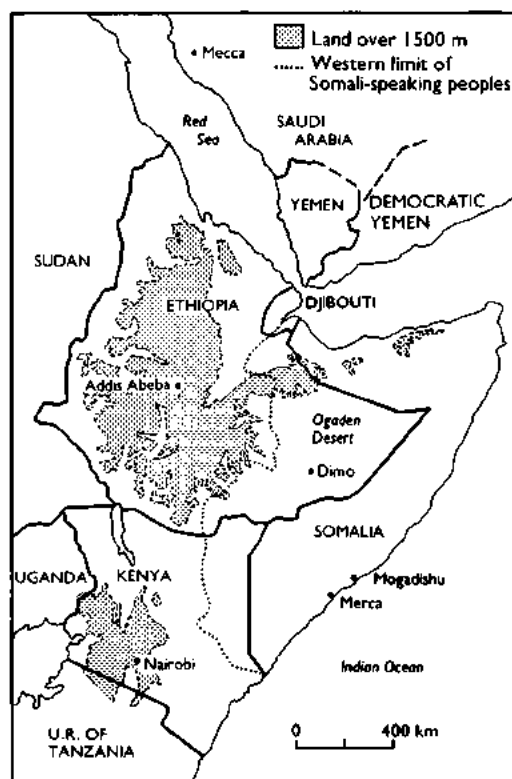 Land over 1500 m
Western limit of
Somali-speaking peoples
Mecca
Red
Sea
SAUDI
ARABIA
YEMEN
DEMOCRATIC
YEMEN
SUDAN
ETHIOPIA
DJIBOUTI
Addis Abeba
Ogaden
Desert
Dimo
SOMALIA
UGANDA
KENYA
Mogadishu
Merca
Nairobi
Indian Ocean
U.R. OF
TANZANIA
0 400 km